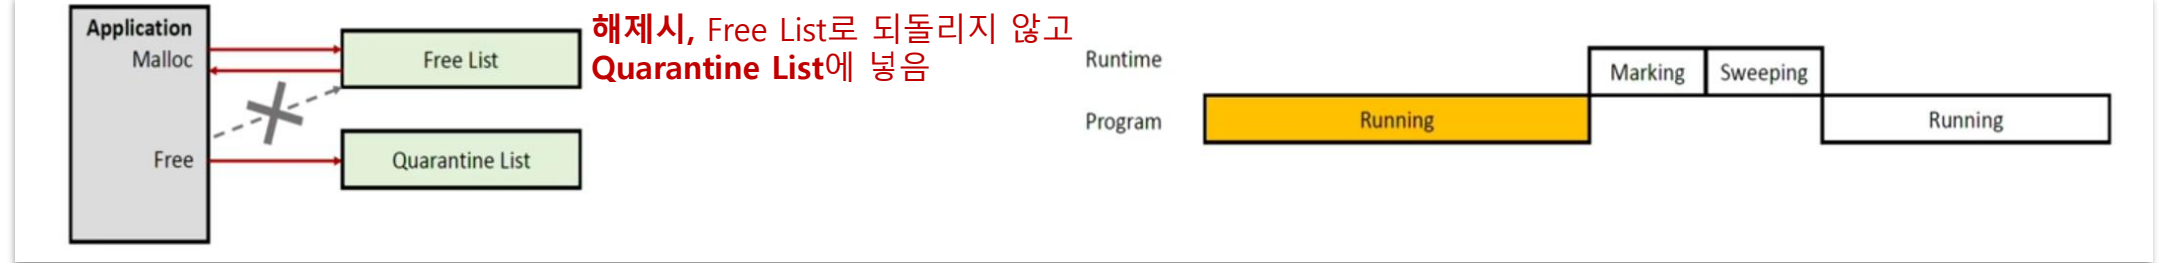 Application
Malloc
Free
Free List
Quarantine List
해제시, Free List로 되돌리지 않고
Quarantine List에 넣음
Runtime
Marking
Sweeping
Program
Running
Running